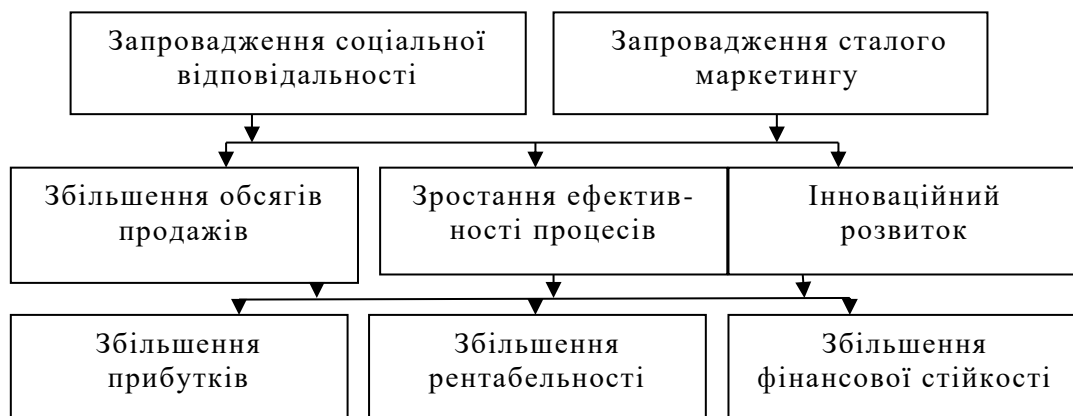 Запровадження соціальної
відповідальності
Запровадження сталого
маркетингу
Збільшення обсягів
продажів
Зростання ефектив-
ності процесів
Інноваційний
розвиток
Збільшення
прибутків
Збільшення
рентабельності
Збільшення
фінансової стійкості